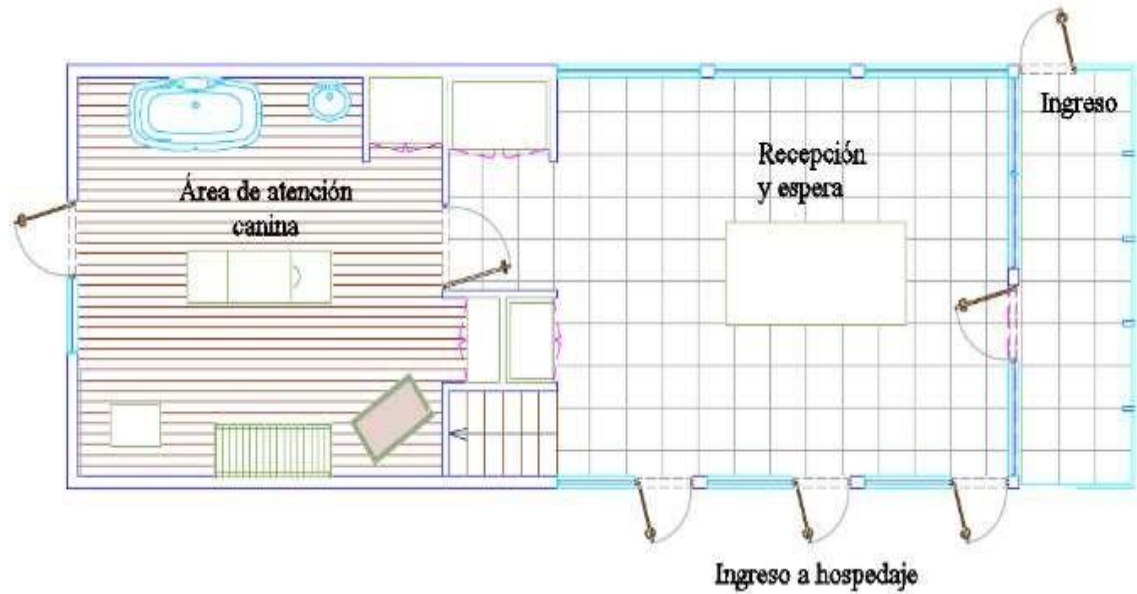 Ingreso
Recepción
y espera
Área de atención
canina
Ingreso a hospedaje